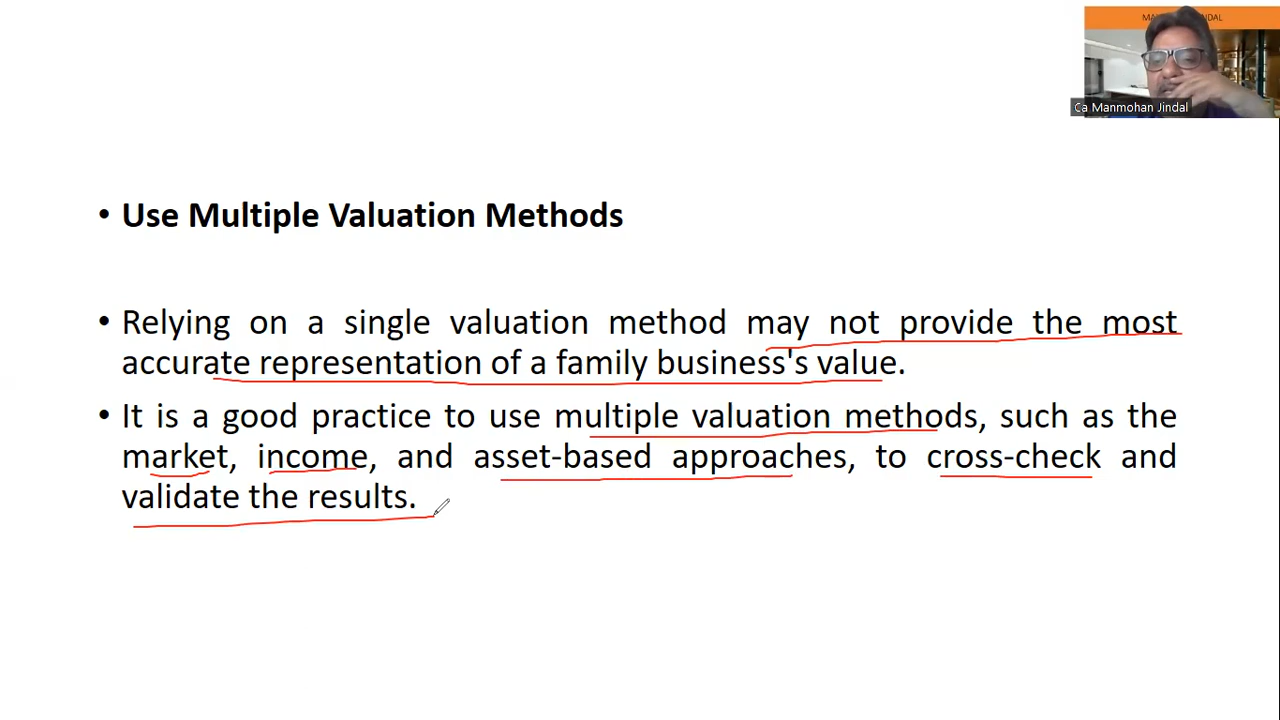 Ca Manmohan Jindal
• Use Multiple Valuation Methods
• Relying on a single valuation method may not provide the most
accurate representation of a family business's value.
• It is a good practice to use multiple valuation methods, such as the
market, income, and asset-based approaches, to cross-check and
validate the results.